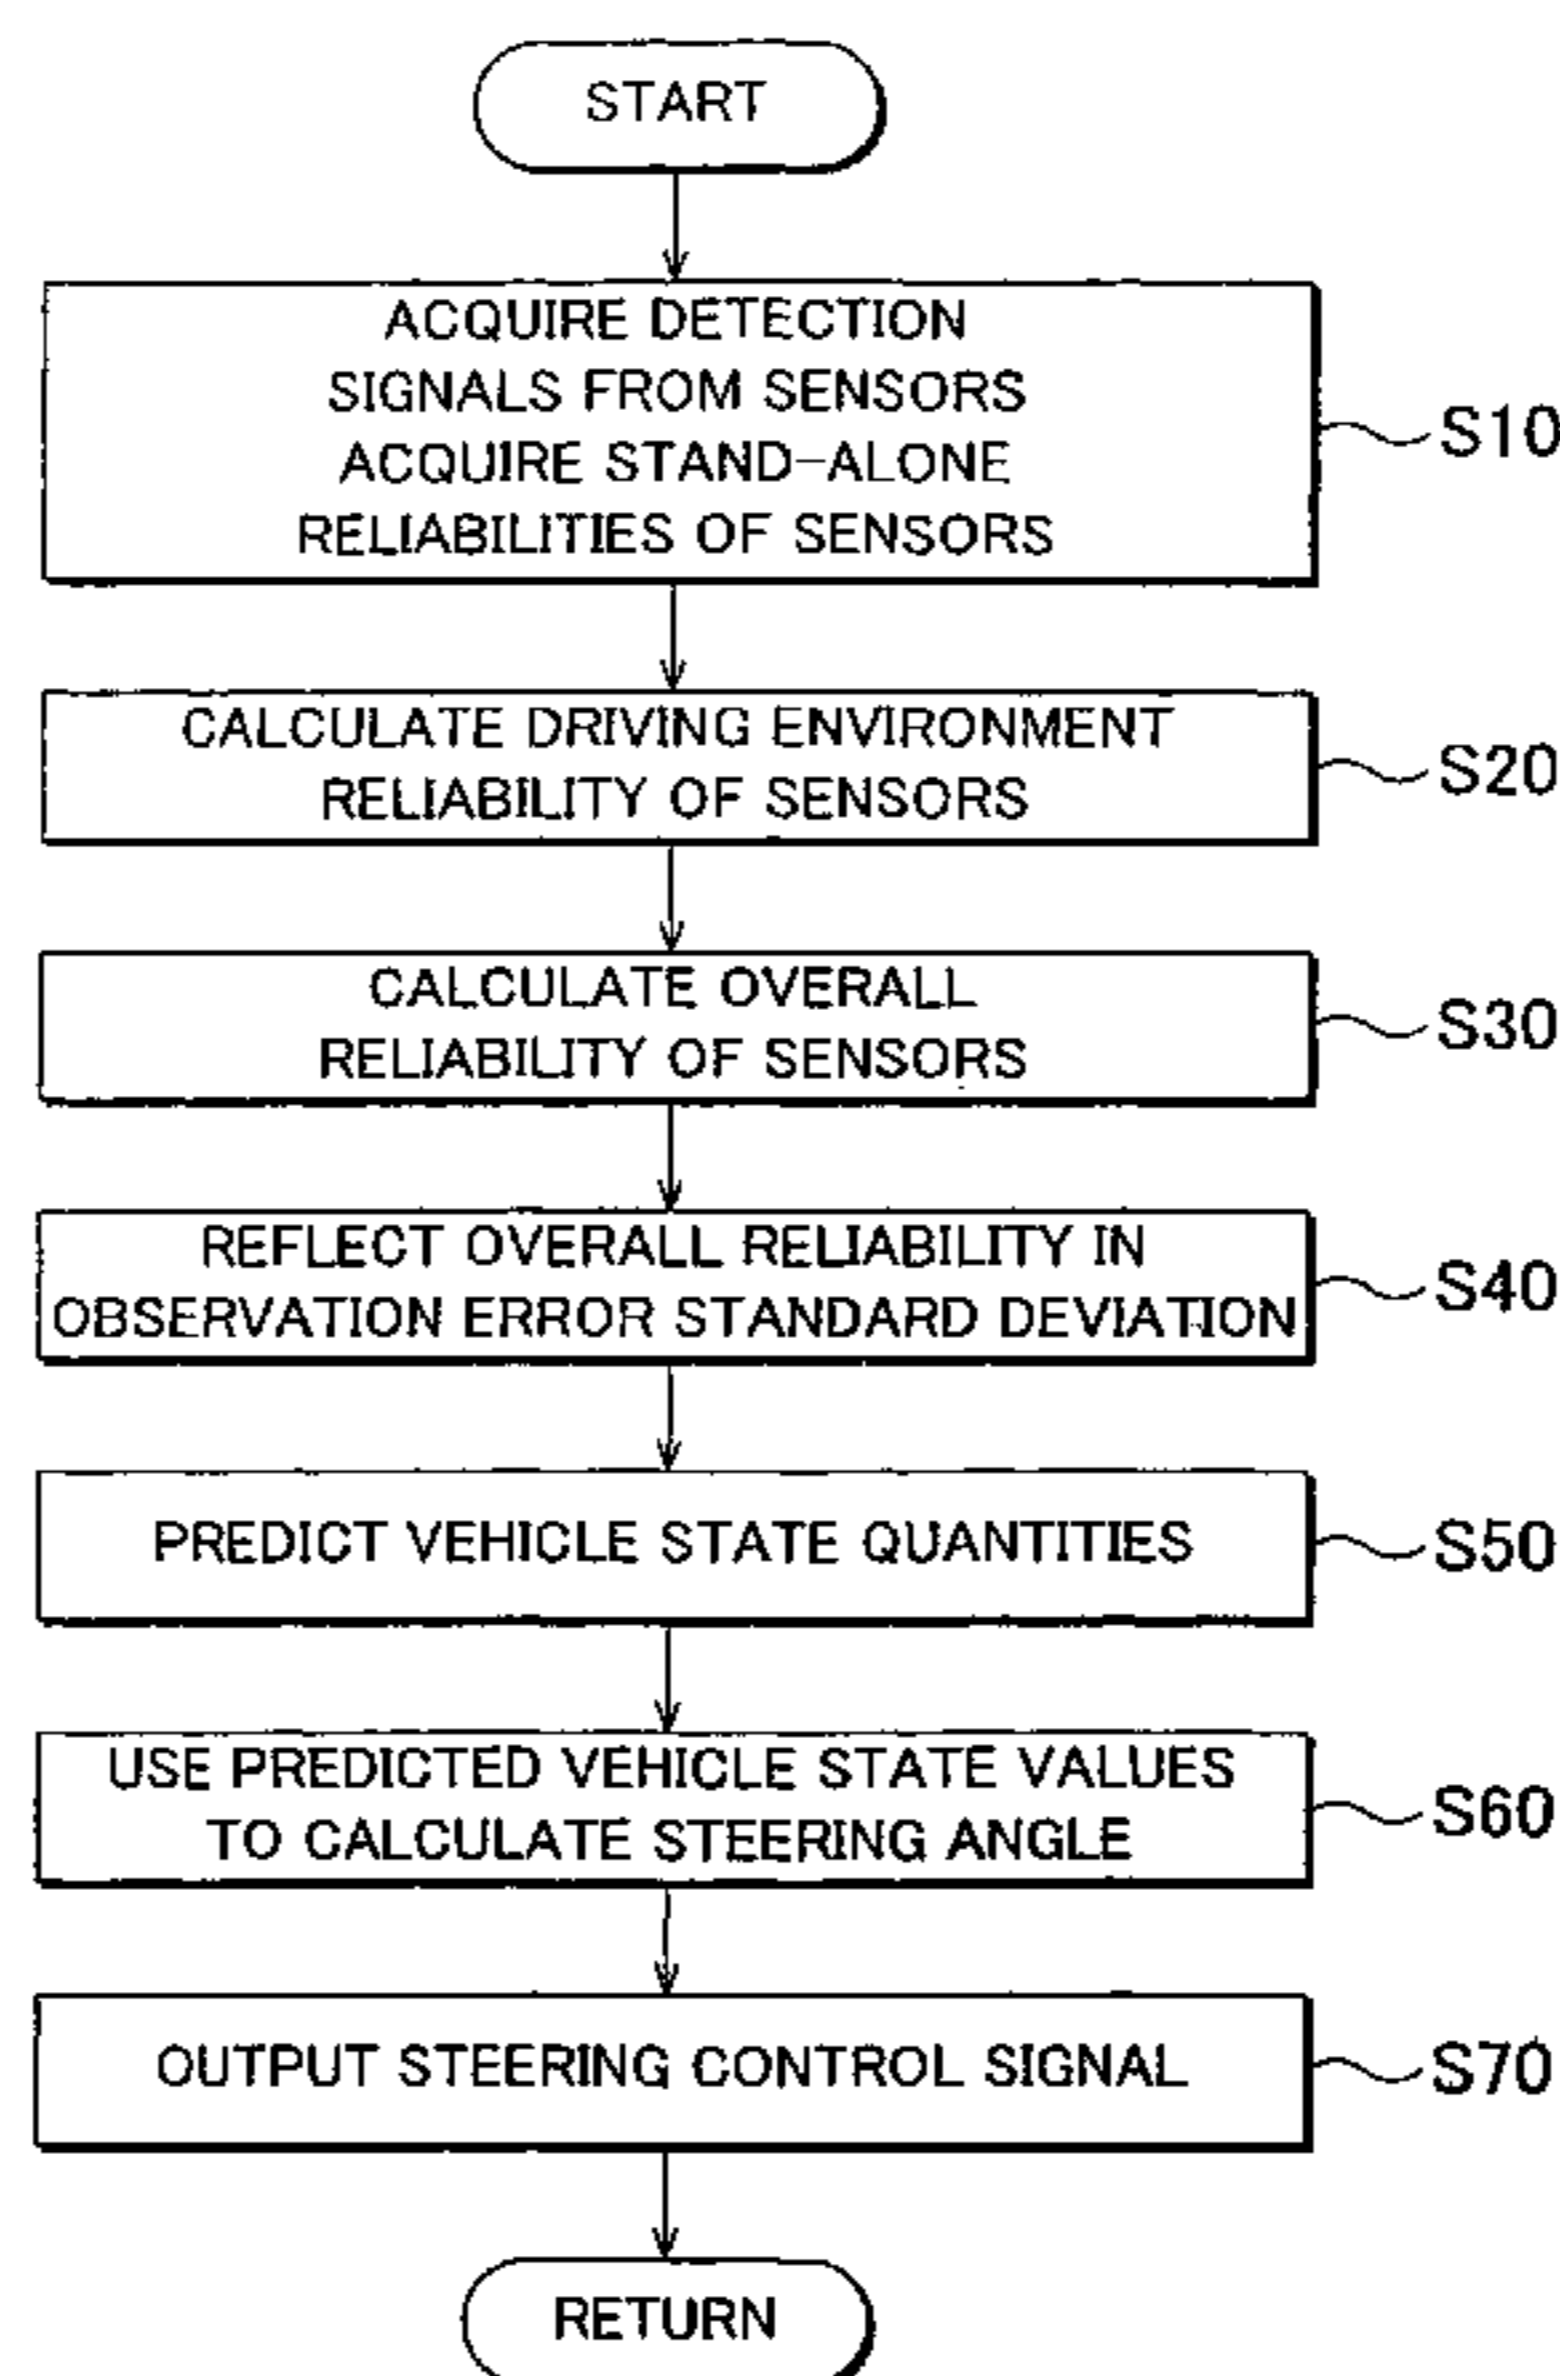 START
ACQUIRE DETECTION
SIGNALS FROM SENSORS
ACQUIRE STAND-ALONE
RELIABILITIES OF SENSORS
S10
CALCULATE DRIVING ENVIRONMENT
RELIABILITY OF SENSORS
S20
CALCULATE OVERALL
RELIABILITY OF SENSORS
S30
REFLECT OVERALL RELIABILITY IN
OBSERVATION ERROR STANDARD DEVIATION
S40
PREDICT VEHICLE STATE QUANTITIES
S50
USE PREDICTED VEHICLE STATE VALUES
TO CALCULATE STEERING ANGLE
S60
OUTPUT STEERING CONTROL SIGNAL
S70
RETURN